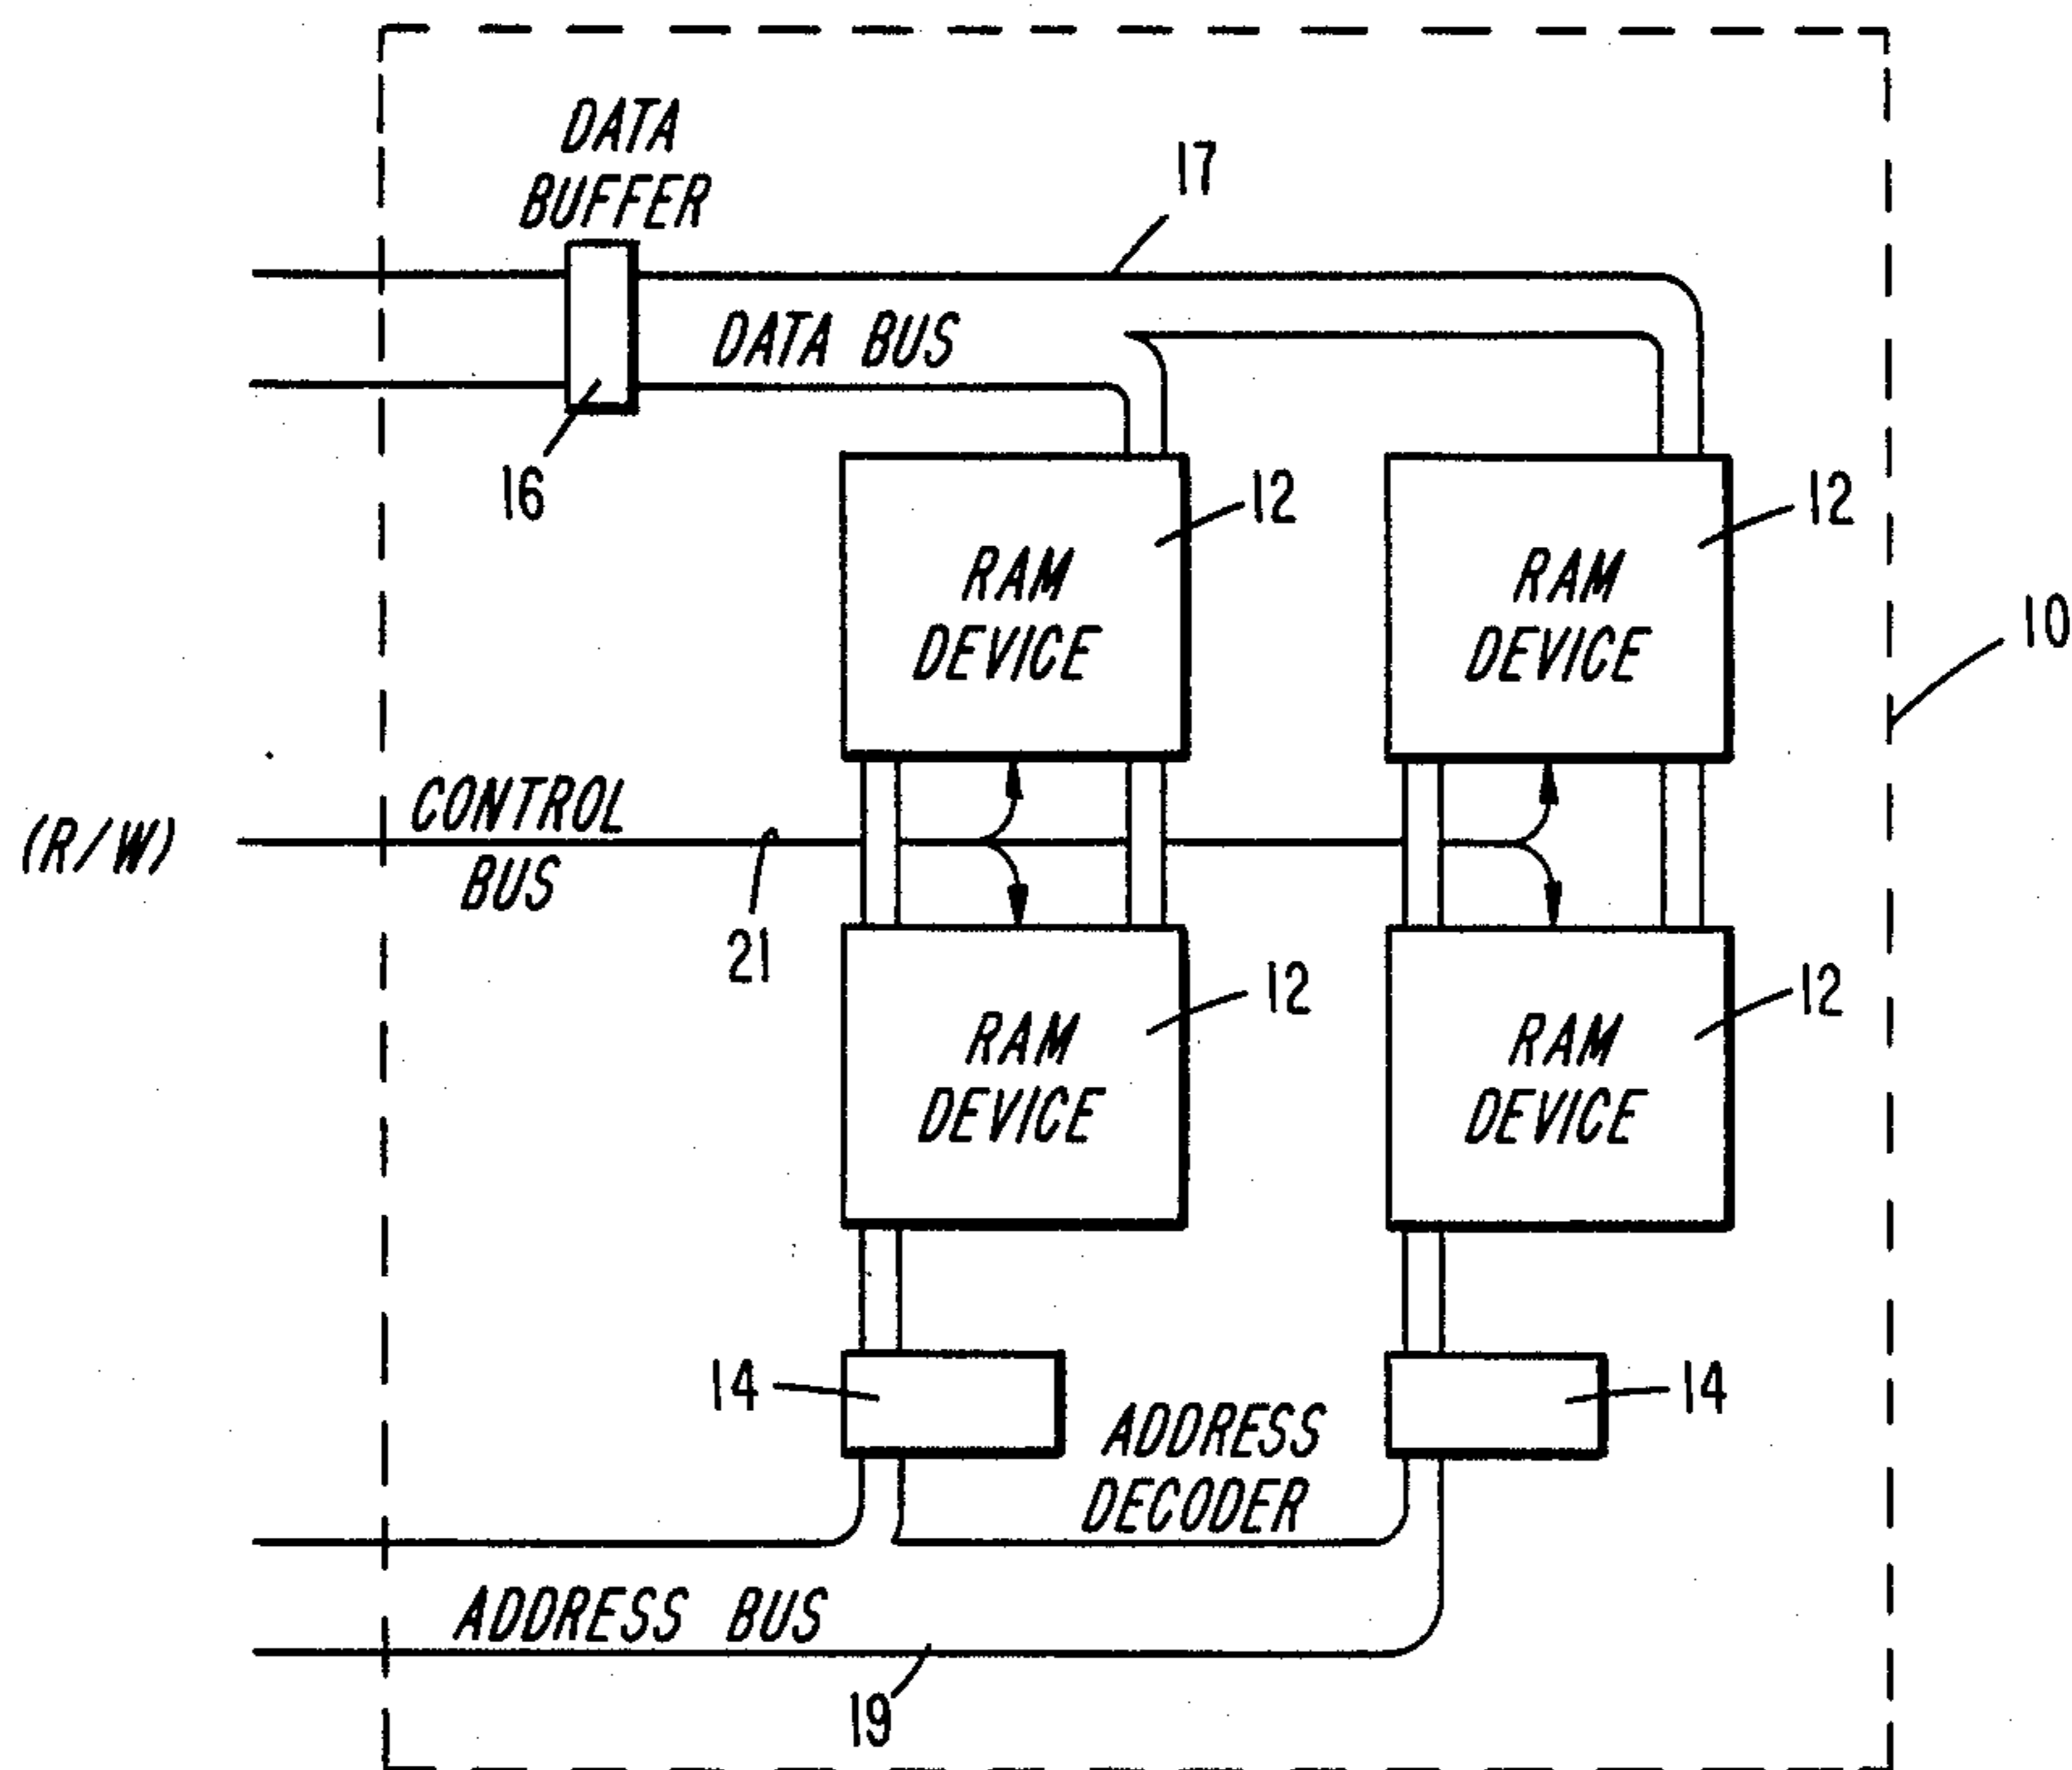 DATA
BUFFER
17
DATA BUS
16
12
12
RAM
DEVICE
RAM
DEVICE
10
CONTROL
BUS
(R/W)
21
12
12
RAM
DEVICE
RAM
DEVICE
14
14
ADDRESS
DECODER
ADDRESS BUS
19